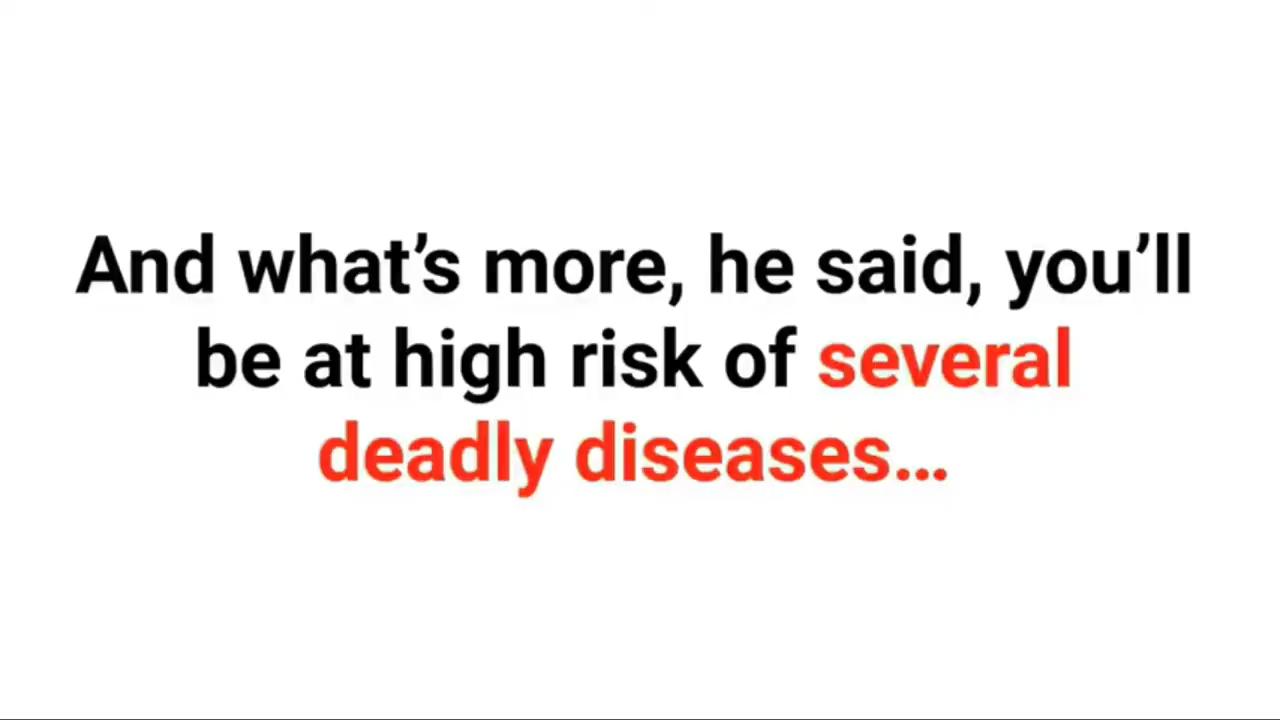 And what’s more, he said, you’ll
be at high risk of several
deadly diseases...